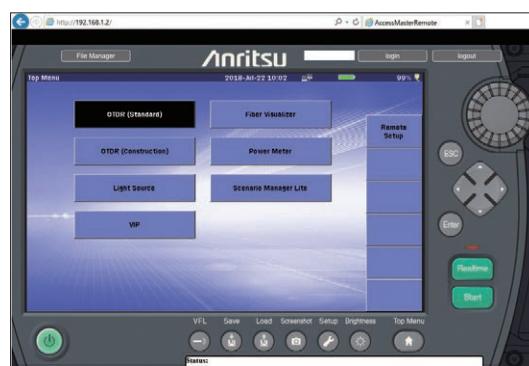 http://192.168.1.2/
AccessMasterRemote
File Manager
Anritsu
login
logout
Top Menu
2018-Jul-22 10:02
99%
OTDR (Standard)
Fiber Visualizer
OTDR (Construction)
Power Meter
Light Source
Scenario Manager Lite
VIP
Remote Setup
ESC
Enter
Realtime
Start
VFL
Save
Load
Screenshot
Setup
Brightness
Top Menu
Status: